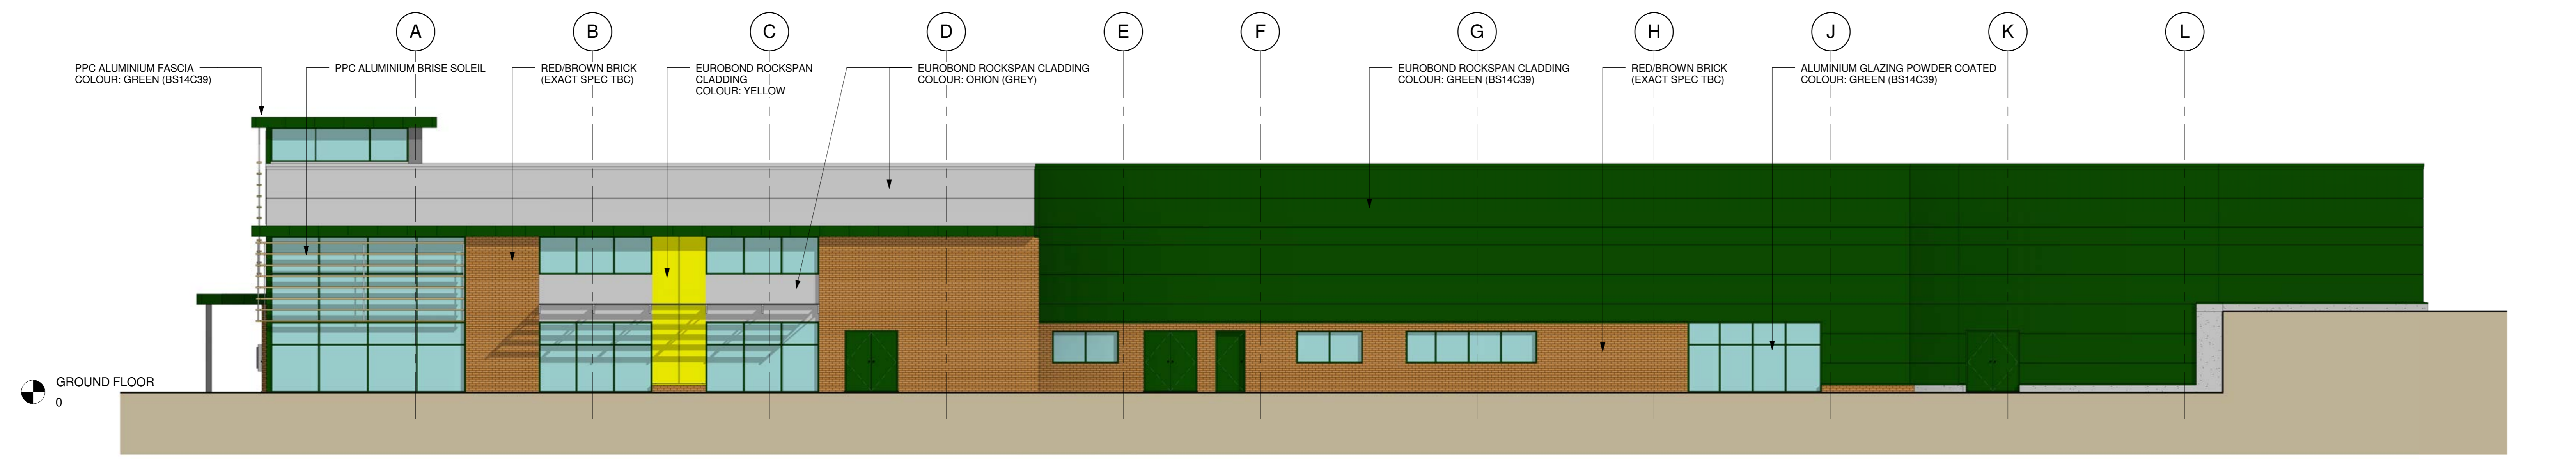 A B C D E F G H J K L
PPC ALUMINIUM FASCIA
COLOUR: GREEN (BS14C39)
PPC ALUMINIUM BRISE SOLEIL
RED/BROWN BRICK
(EXACT SPEC TBC)
EUROBOND ROCKSPAN
CLADDING
COLOUR: YELLOW
EUROBOND ROCKSPAN CLADDING
COLOUR: ORION (GREY)
EUROBOND ROCKSPAN CLADDING
COLOUR: GREEN (BS14C39)
RED/BROWN BRICK
(EXACT SPEC TBC)
ALUMINIUM GLAZING POWDER COATED
COLOUR: GREEN (BS14C39)
GROUND FLOOR
0